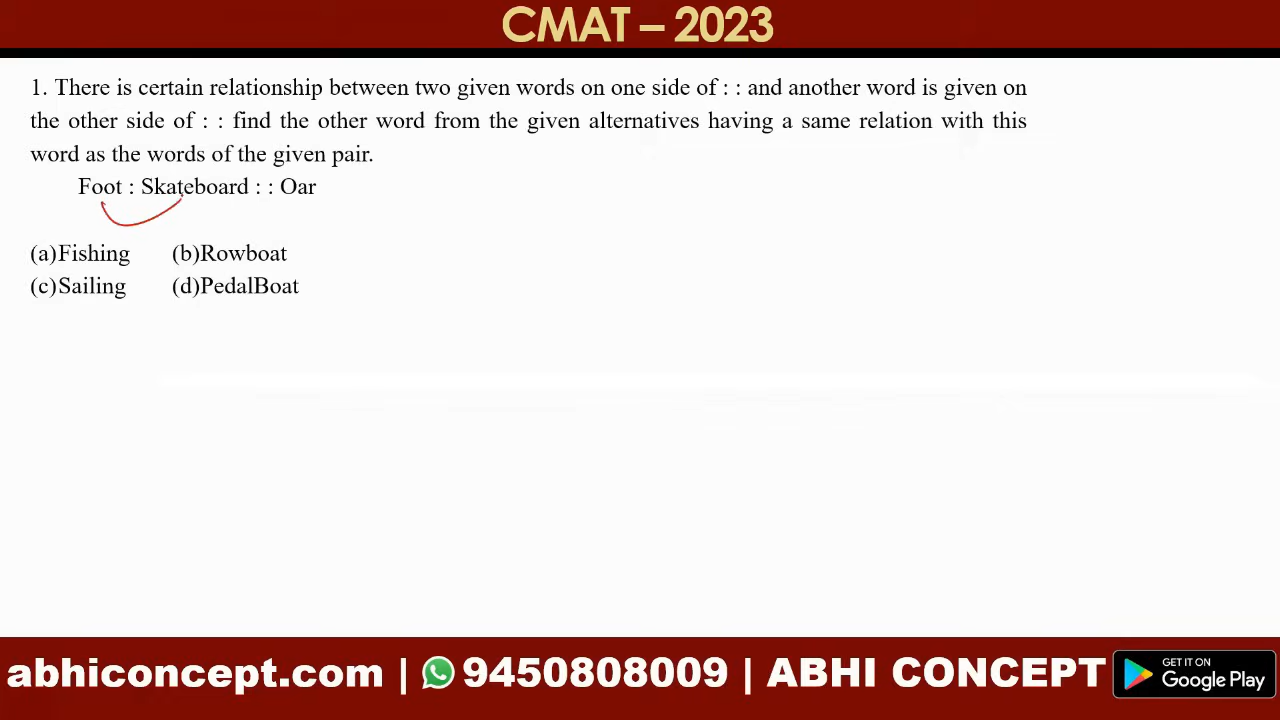 CMAT – 2023
1. There is certain relationship between two given words on one side of : : and another word is given on
the other side of : : find the other word from the given alternatives having a same relation with this
word as the words of the given pair.
Foot : Skateboard : : Oar
(a)Fishing (b)Rowboat
(c)Sailing (d)PedalBoat
abhiconcept.com | 9450808009 | ABHI CONCEPT
GET IT ON
Google Play